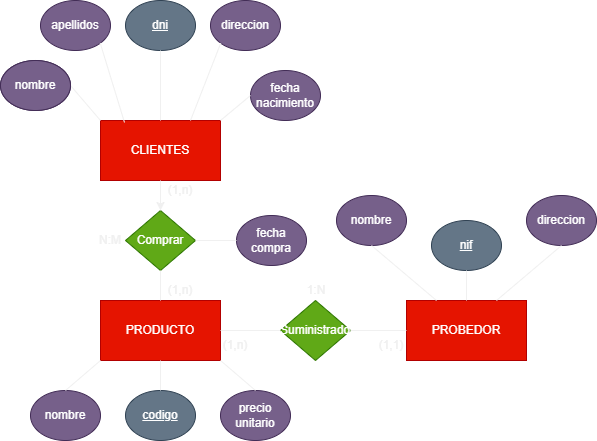 apellidos
dni
direccion
nombre
fecha
nacimiento
CLIENTES
(1,n)
N:M
Comprar
fecha
compra
nombre
nif
direccion
(1,n)
1:N
PRODUCTO
Suministrado
PROBEDOR
(1,n)
(1,1)
nombre
codigo
precio
unitario